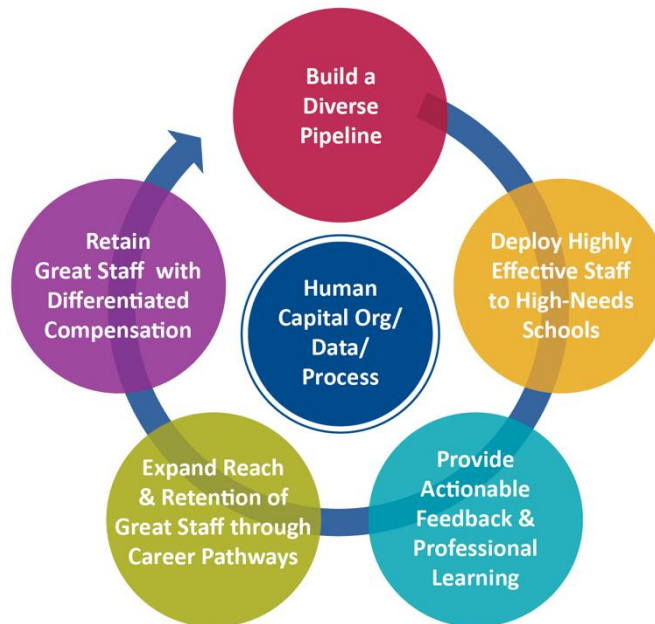 Build a
Diverse
Pipeline
Deploy Highly
Effective Staff
to High-Needs
Schools
Provide
Actionable
Feedback &
Professional
Learning
Expand Reach
& Retention of
Great Staff through
Career Pathways
Retain
Great Staff with
Differentiated
Compensation
Human
Capital Org/
Data/
Process